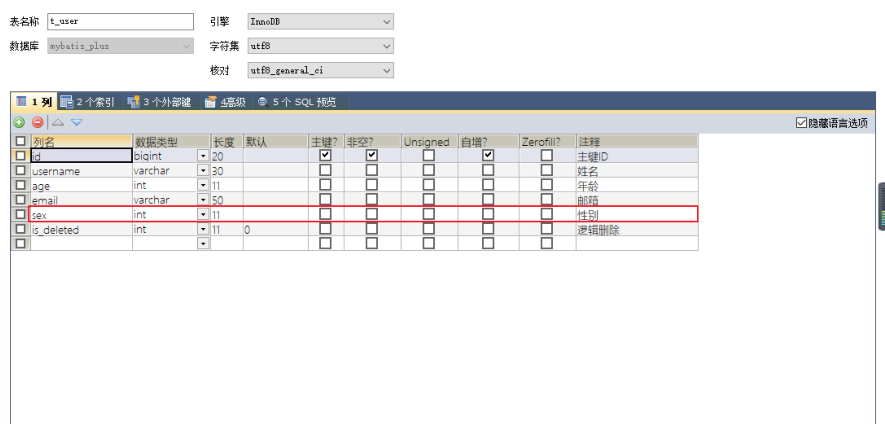 表名称 t_user 引擎 InnoDB
数据库 mybatis_plus 字符集 utf8
核对 utf8_general_ci
1 列 2 个索引 3 个外部键 4高级 5 个 SQL 预览
隐藏语言选项
列名 数据类型 长度 默认 主键? 非空? Unsigned 自增? Zerofill? 注释
id bigint 20 主键ID
username varchar 30 姓名
age int 11 年龄
email varchar 50 邮箱
sex int 11 性别
is_deleted int 11 0 逻辑删除